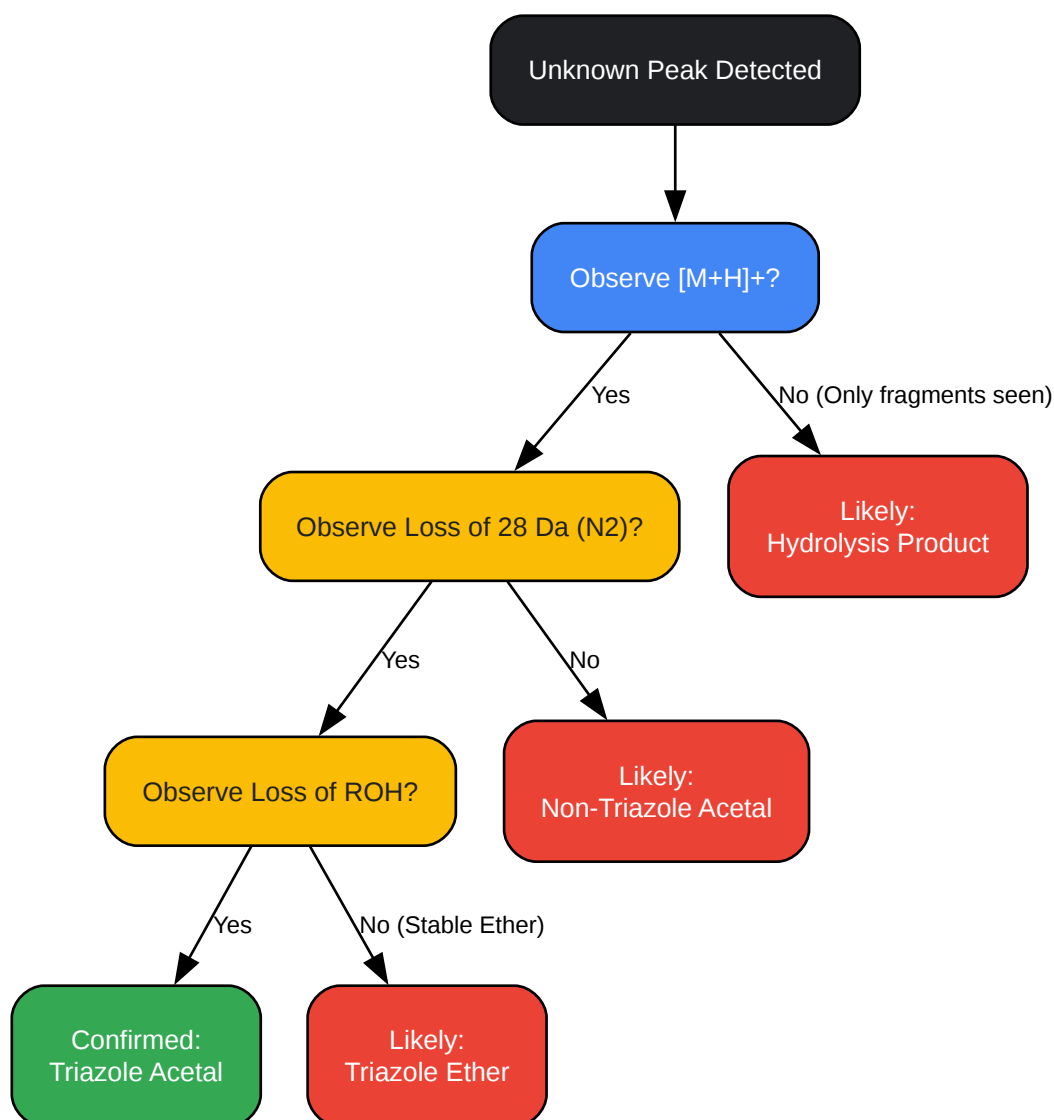 Unknown Peak Detected
Observe [M+H]+?
Yes
No (Only fragments seen)
Observe Loss of 28 Da (N2)?
Likely:
Hydrolysis Product
Yes
No
Observe Loss of ROH?
Likely:
Non-Triazole Acetal
Yes
No (Stable Ether)
Confirmed:
Triazole Acetal
Likely:
Triazole Ether